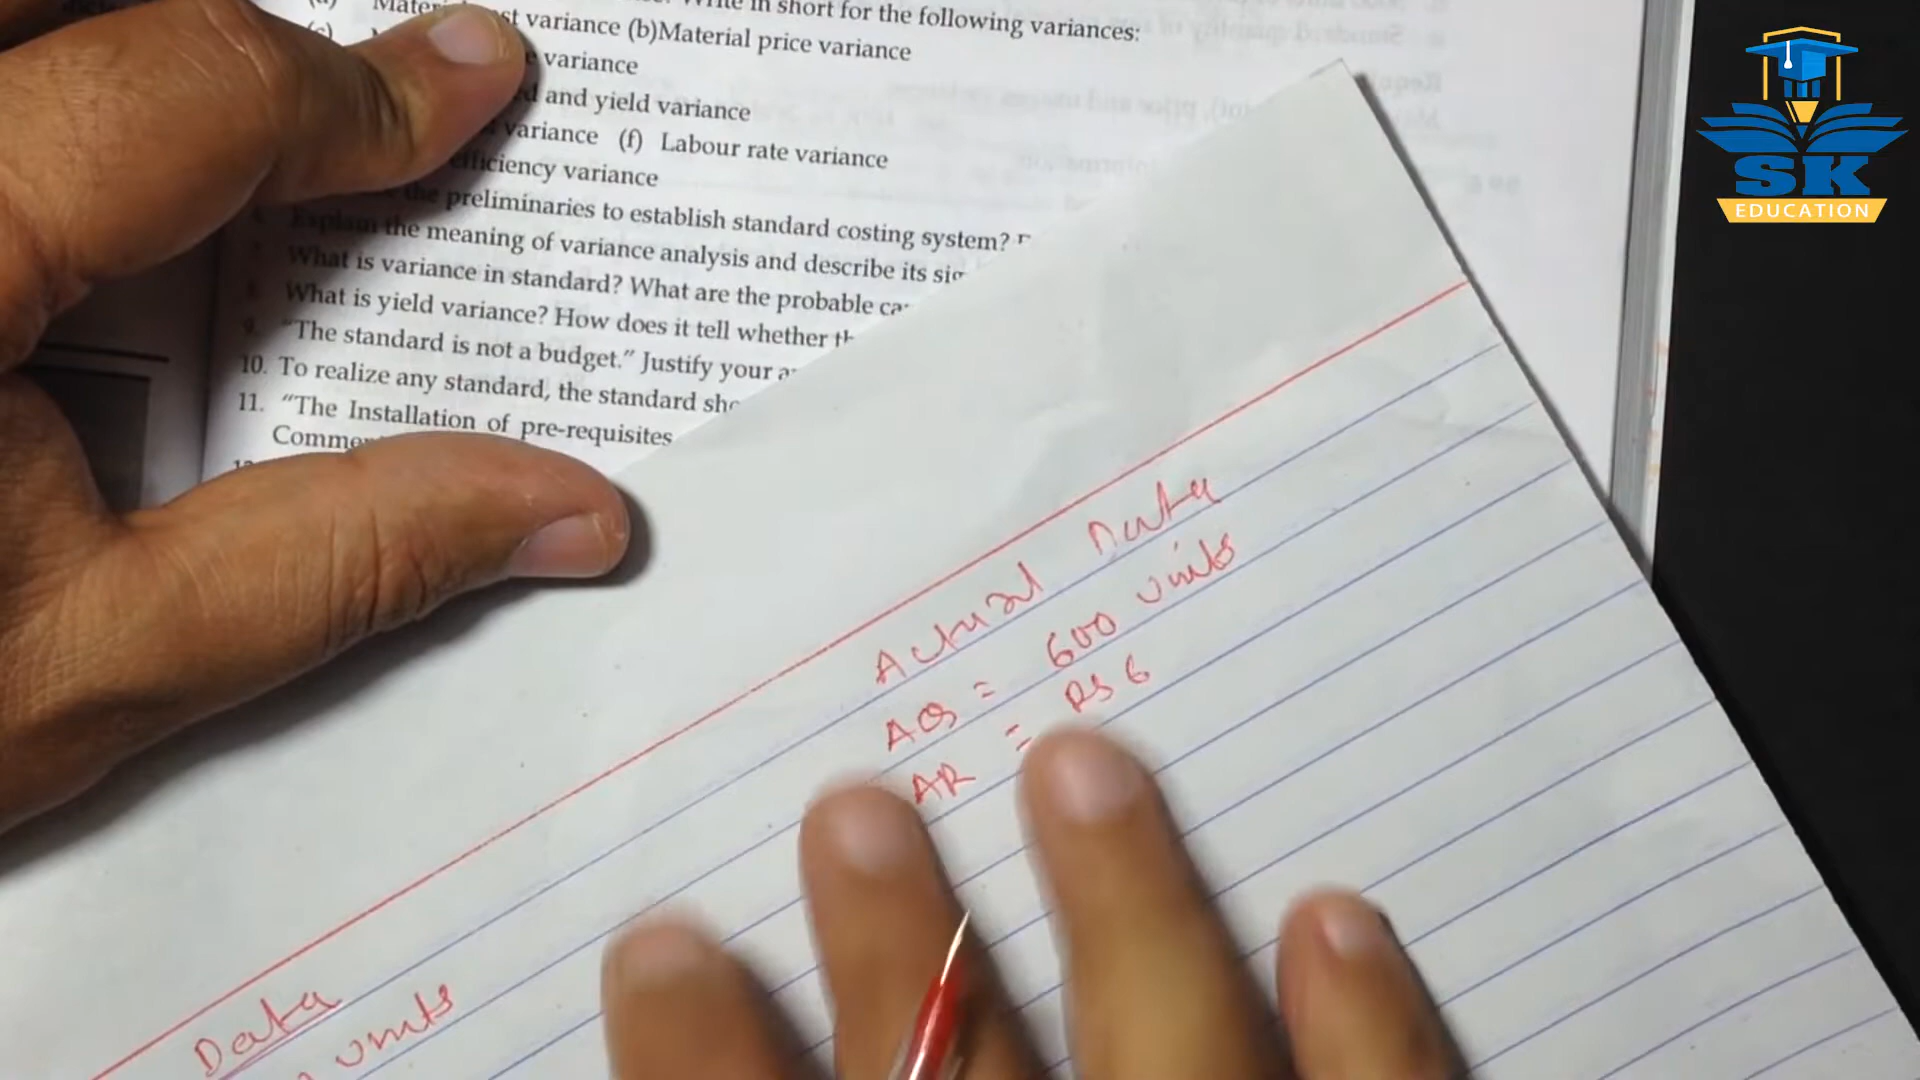 in short for the following variances:
variance (b)Material price variance
variance
and yield variance
variance (f) Labour rate variance
efficiency variance
the preliminaries to establish standard costing system?
Explain the meaning of variance analysis and describe its
What is variance in standard? What are the probable
What is yield variance? How does it tell whether
9. "The standard is not a budget." Justify your
10. To realize any standard, the standard
11. "The Installation of pre-requisites
SK
EDUCATION
Actual Data
AQ = 600 units
AR = RS 6
Data
units